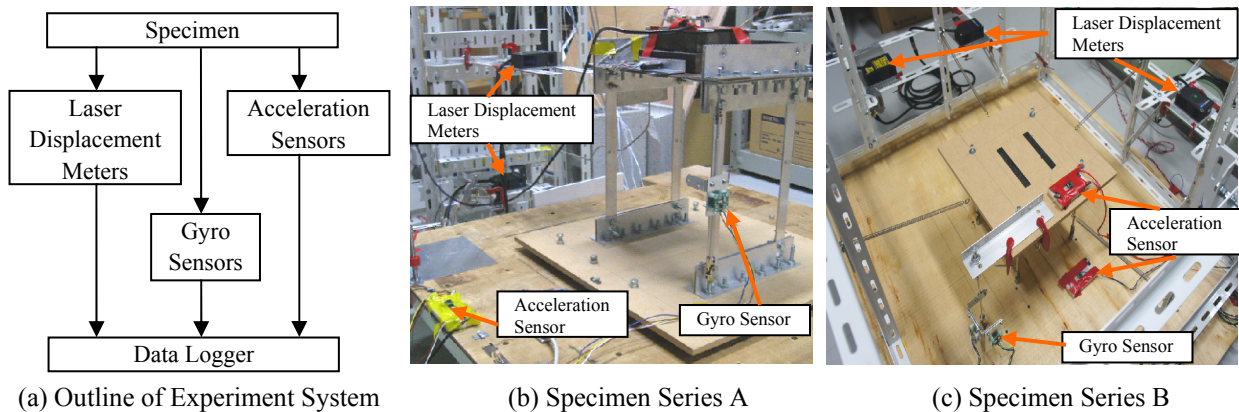 Specimen
Laser
Displacement
Meters
Acceleration
Sensors
Gyro
Sensors
Data Logger
(a) Outline of Experiment System
Laser Displacement
Meters
Acceleration
Sensor
Gyro Sensor
(b) Specimen Series A
Laser Displacement
Meters
Acceleration
Sensor
Gyro Sensor
(c) Specimen Series B